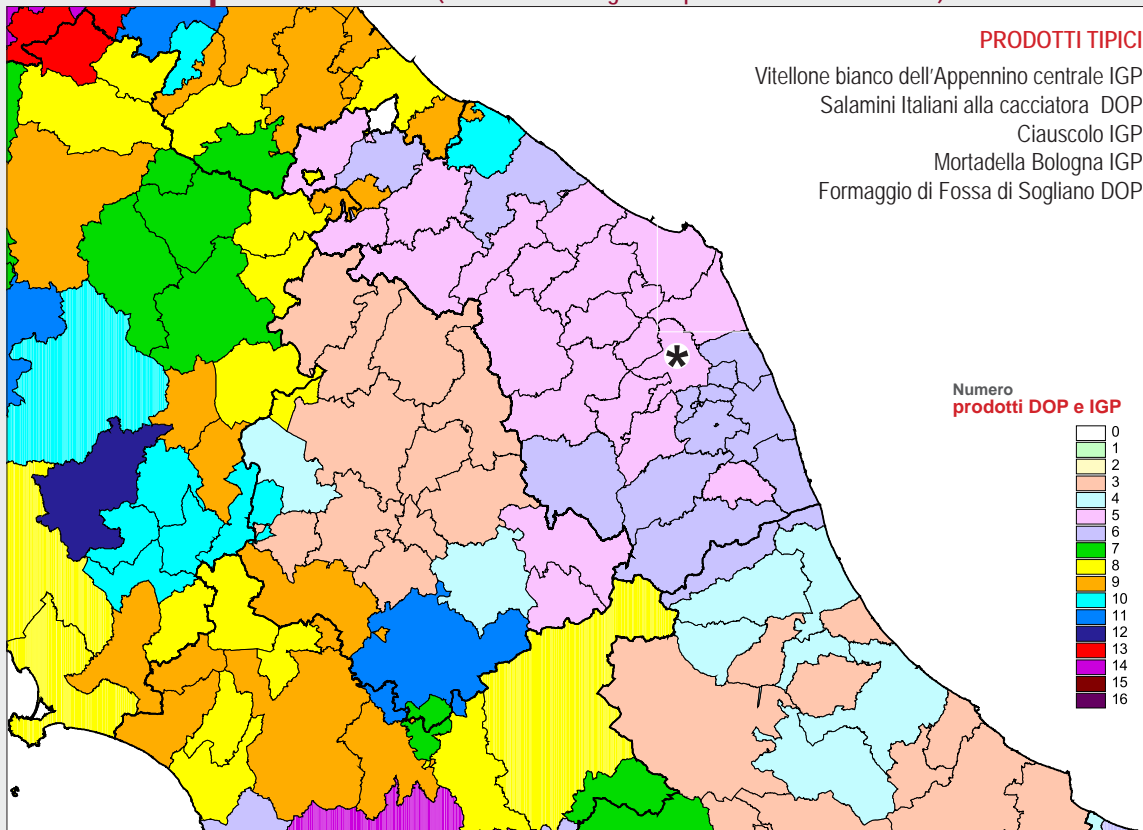 PRODOTTI TIPICI
Vitellone bianco dell'Appennino centrale IGP
Salamini Italiani alla cacciatora DOP
Ciauscolo IGP
Mortadella Bologna IGP
Formaggio di Fossa di Sogliano DOP
*
Numero
prodotti DOP e IGP
0
1
2
3
4
5
6
7
8
9
10
11
12
13
14
15
16